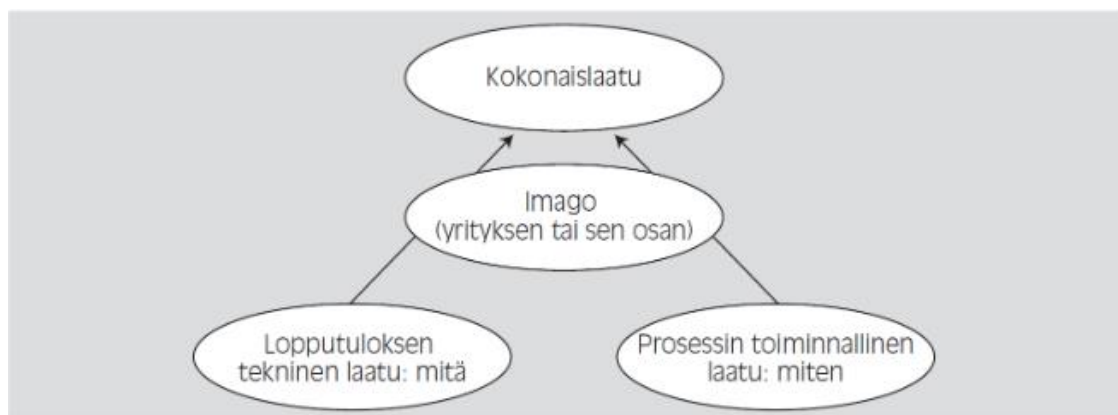 Kokonaislaatu
Imago
(yrityksen tai sen osan)
Lopputuloksen
tekninen laatu: mitä
Prosessin toiminnallinen
laatu: miten